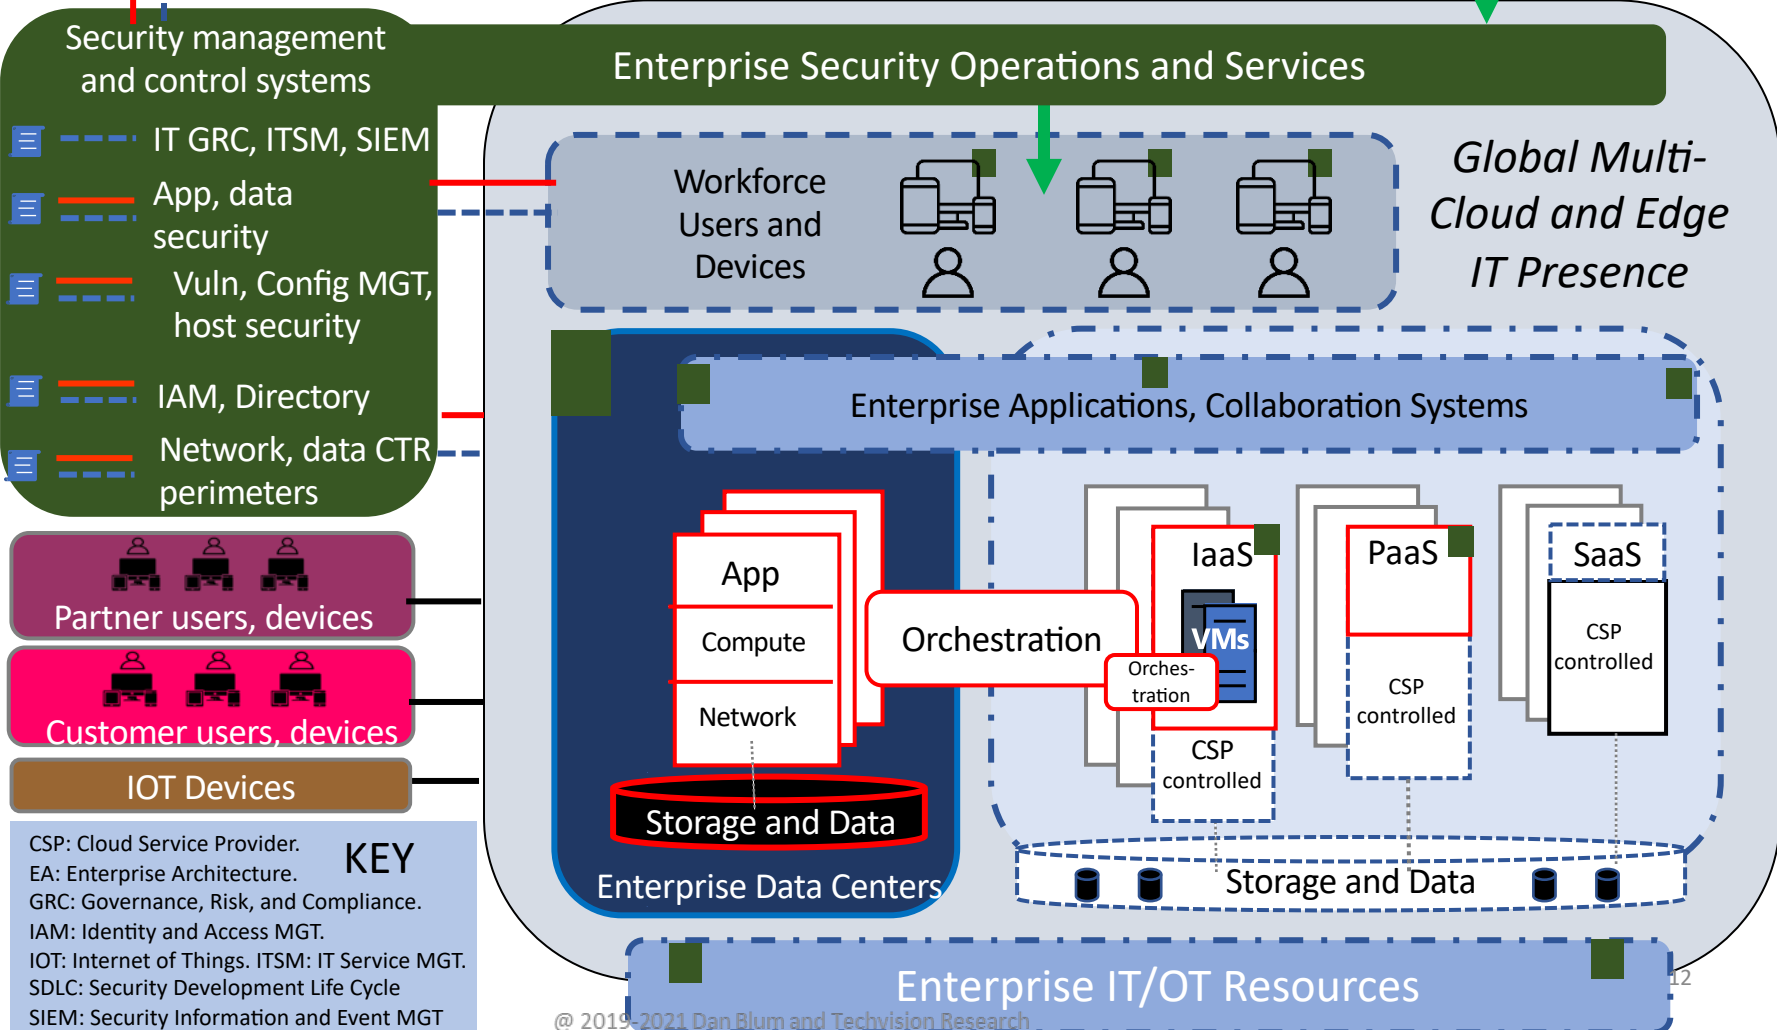 Security management
and control systems
Enterprise Security Operations and Services
IT GRC, ITSM, SIEM
App, data
security
Vuln, Config MGT,
host security
IAM, Directory
Network, data CTR
perimeters
Workforce
Users and
Devices
Global Multi-
Cloud and Edge
IT Presence
Enterprise Applications, Collaboration Systems
App
Compute
Network
Storage and Data
Enterprise Data Centers
Orchestration
Orches-
tration
IaaS
VMs
CSP
controlled
PaaS
CSP
controlled
SaaS
CSP
controlled
Storage and Data
Partner users, devices
Customer users, devices
IOT Devices
KEY
CSP: Cloud Service Provider.
EA: Enterprise Architecture.
GRC: Governance, Risk, and Compliance.
IAM: Identity and Access MGT.
IOT: Internet of Things. ITSM: IT Service MGT.
SDLC: Security Development Life Cycle
SIEM: Security Information and Event MGT
Enterprise IT/OT Resources
12
@ 2019-2021 Dan Blum and Techvision Research